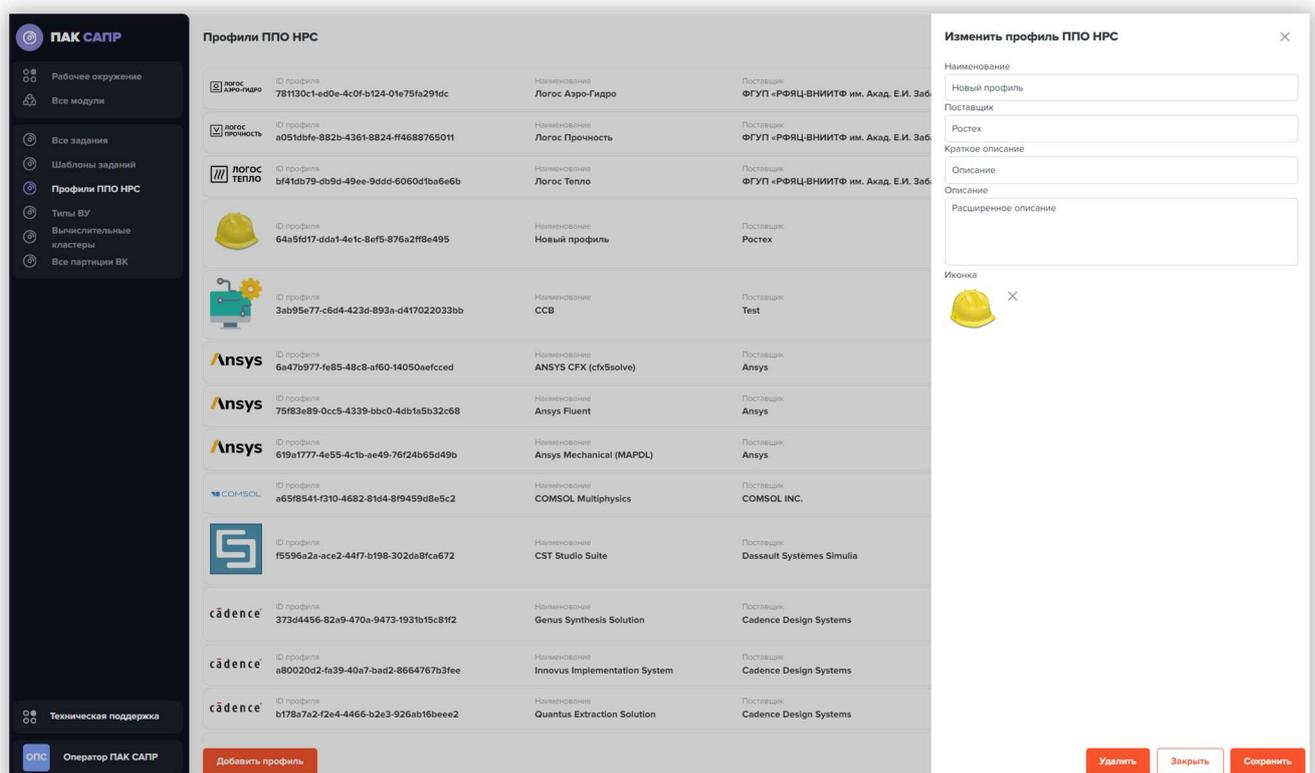 ПАК САПР
Рабочее окружение
Все модули
Все задания
Шаблоны заданий
Профили ППО НРС
Типы ВУ
Вычислительные
кластеры
Все партиции ВК
Техническая поддержка
ОПС Оператор ПАК САПР
Профили ППО НРС
ЛОГОС
АЭРО-ГИДРО
ID профиля Наименование Поставщик
781130c1-ed0e-4c0f-b124-01e75fa291dc Логос Аэро-Гидро ФГУП «РФЯЦ-ВНИИТФ им. Акад. Е.И. Заба
ЛОГОС
ПРОЧНОСТЬ
ID профиля Наименование Поставщик
a051dbfe-882b-4361-8824-ff4688765011 Логос Прочность ФГУП «РФЯЦ-ВНИИТФ им. Акад. Е.И. Заба
ЛОГОС
ТЕПЛО
ID профиля Наименование Поставщик
bf41db79-db9d-49ee-9ddd-6060d1ba6e6b Логос Тепло ФГУП «РФЯЦ-ВНИИТФ им. Акад. Е.И. Заба
ID профиля Наименование Поставщик
64a5fd17-dda1-4e1c-8ef5-876a2ff8e495 Новый профиль Ростех
ID профиля Наименование Поставщик
3ab95e77-c6d4-423d-893a-d417022033bb ССВ Test
Ansys
ID профиля Наименование Поставщик
6a47b977-fe85-48c8-af60-14050aefcced ANSYS CFX (cfx5solve) Ansys
Ansys
ID профиля Наименование Поставщик
75f83e89-0cc5-4339-bbc0-4db1a5b32c68 Ansys Fluent Ansys
Ansys
ID профиля Наименование Поставщик
619a1777-4e55-4c1b-ae49-76f24b65d49b Ansys Mechanical (MAPDL) Ansys
COMSOL
ID профиля Наименование Поставщик
a65f8541-f310-4682-81d4-8f9459d8e5c2 COMSOL Multiphysics COMSOL INC.
ID профиля Наименование Поставщик
f5596a2a-ace2-44f7-b198-302da8fca672 CST Studio Suite Dassault Systèmes Simulia
cādence
ID профиля Наименование Поставщик
373d4456-82a9-470a-9473-1931b15c81f2 Genus Synthesis Solution Cadence Design Systems
cādence
ID профиля Наименование Поставщик
a80020d2-fa39-40a7-bad2-8664767b3fee Innovus Implementation System Cadence Design Systems
cādence
ID профиля Наименование Поставщик
b178a7a2-f2e4-4466-b2e3-926ab16beee2 Quantus Extraction Solution Cadence Design Systems
Добавить профиль
Изменить профиль ППО НРС
Наименование
Новый профиль
Поставщик
Ростех
Краткое описание
Описание
Описание
Расширенное описание
Иконка
Удалить Закрыть Сохранить